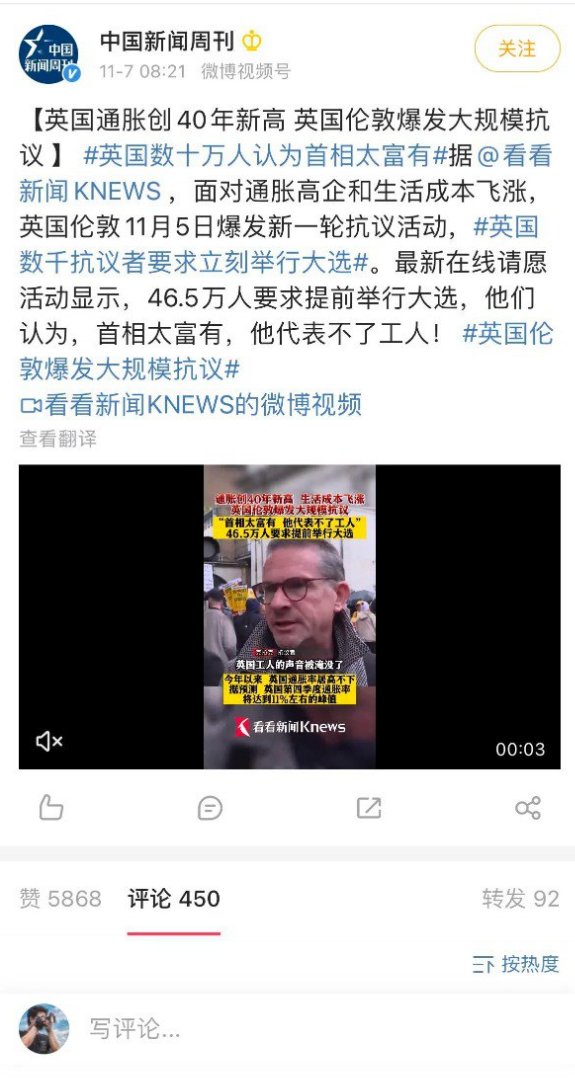 中国
新闻周刊
中国新闻周刊
11-7 08:21 微博视频号
关注
【英国通胀创40年新高 英国伦敦爆发大规模抗
议 】 #英国数十万人认为首相太富有#据@看看
新闻KNEWS ，面对通胀高企和生活成本飞涨，
英国伦敦11月5日爆发新一轮抗议活动，#英国
数千抗议者要求立刻举行大选#。最新在线请愿
活动显示，46.5万人要求提前举行大选，他们
认为，首相太富有，他代表不了工人！ #英国伦
敦爆发大规模抗议#
看看新闻KNEWS的微博视频
查看翻译
通胀创40年新高 生活成本飞涨
英国伦敦爆发大规模抗议
“首相太富有 他代表不了工人”
46.5万人要求提前举行大选
英国工人的声音被淹没了
今年以来 英国通胀率居高不下
据预测 英国第四季度通胀率
将达到11%左右的峰值
看看新闻Knews
00:03
赞 5868 评论 450 转发 92
按热度
写评论...